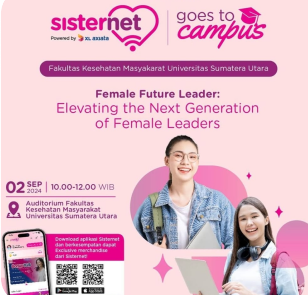 sisternet
Powered by XL axiata
goes to
campus
Fakultas Kesehatan Masyakarat Universitas Sumatera Utara
Female Future Leader:
Elevating the Next Generation
of Female Leaders
02 SEP
2024
10.00-12.00 WIB
Auditorium Fakultas
Kesehatan Masyarakat
Universitas Sumatera Utara
Download aplikasi Sisternet
dan berkesempatan dapat
Exclusive merchandise
dari Sisternet!